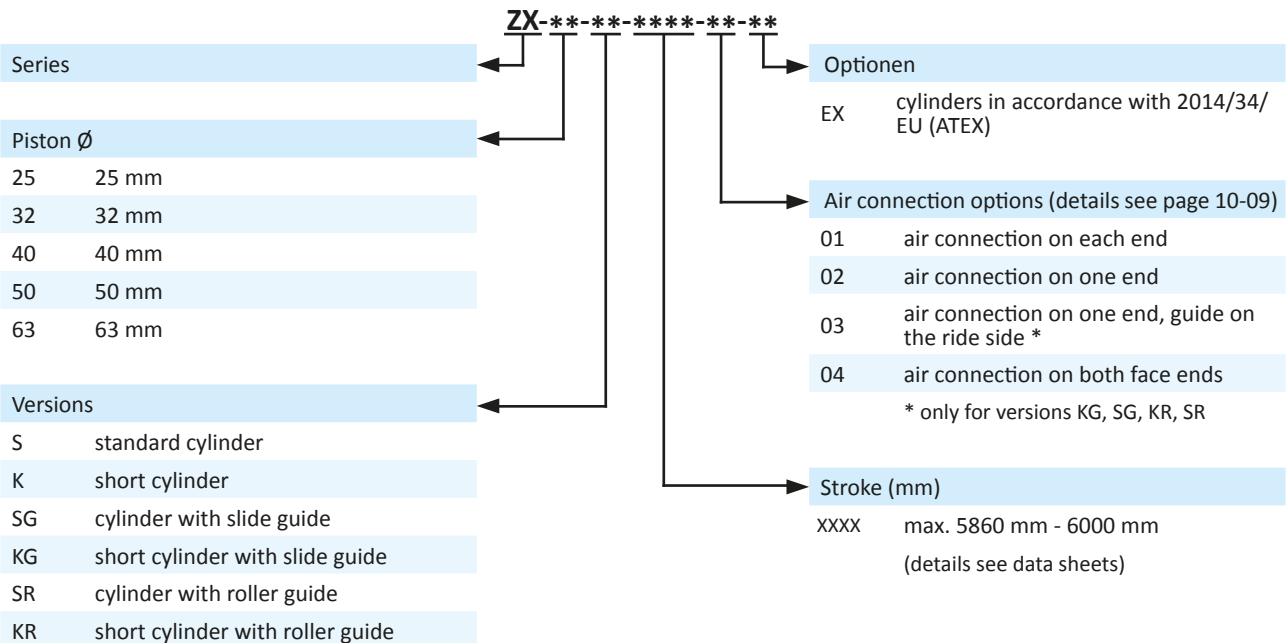 ZX-**-**-****-**-**
Series
Piston Ø
25 25 mm
32 32 mm
40 40 mm
50 50 mm
63 63 mm
Versions
S standard cylinder
K short cylinder
SG cylinder with slide guide
KG short cylinder with slide guide
SR cylinder with roller guide
KR short cylinder with roller guide
Optionen
EX cylinders in accordance with 2014/34/
EU (ATEX)
Air connection options (details see page 10-09)
01 air connection on each end
02 air connection on one end
03 air connection on one end, guide on
the ride side *
04 air connection on both face ends
* only for versions KG, SG, KR, SR
Stroke (mm)
XXXX max. 5860 mm - 6000 mm
(details see data sheets)